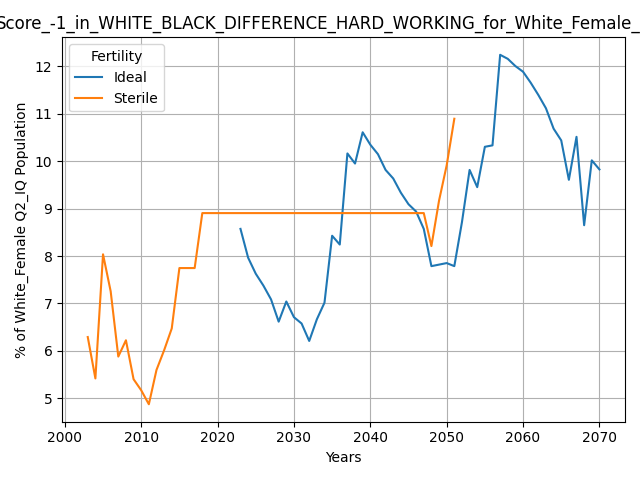 Score_-1_in_WHITE_BLACK_DIFFERENCE_HARD_WORKING_for_White_Female_
Fertility
Ideal
Sterile
% of White_Female Q2_IQ Population
12
11
10
9
8
7
6
5
2000 2010 2020 2030 2040 2050 2060 2070
Years